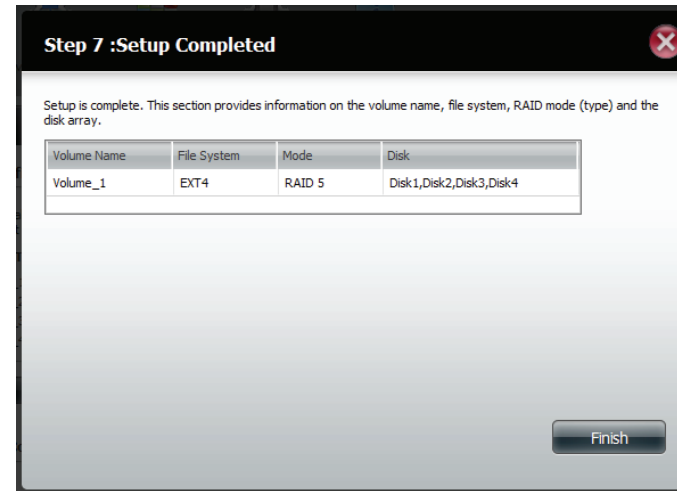 Step 7 :Setup Completed
Setup is complete. This section provides information on the volume name, file system, RAID mode (type) and the
disk array.
Volume Name File System Mode Disk
Volume_1 EXT4 RAID 5 Disk1,Disk2,Disk3,Disk4
Finish